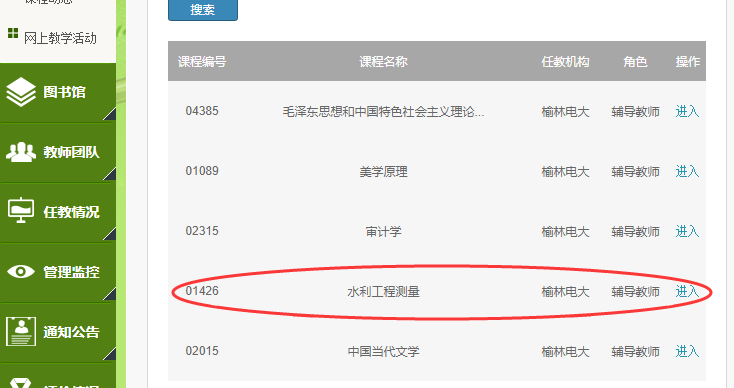 网上教学活动
图书馆
教师团队
任教情况
管理监控
通知公告
搜索
课程编号 课程名称 任教机构 角色 操作
04385 毛泽东思想和中国特色社会主义理论... 榆林电大 辅导教师 进入
01089 美学原理 榆林电大 辅导教师 进入
02315 审计学 榆林电大 辅导教师 进入
01426 水利工程测量 榆林电大 辅导教师 进入
02015 中国当代文学 榆林电大 辅导教师 进入